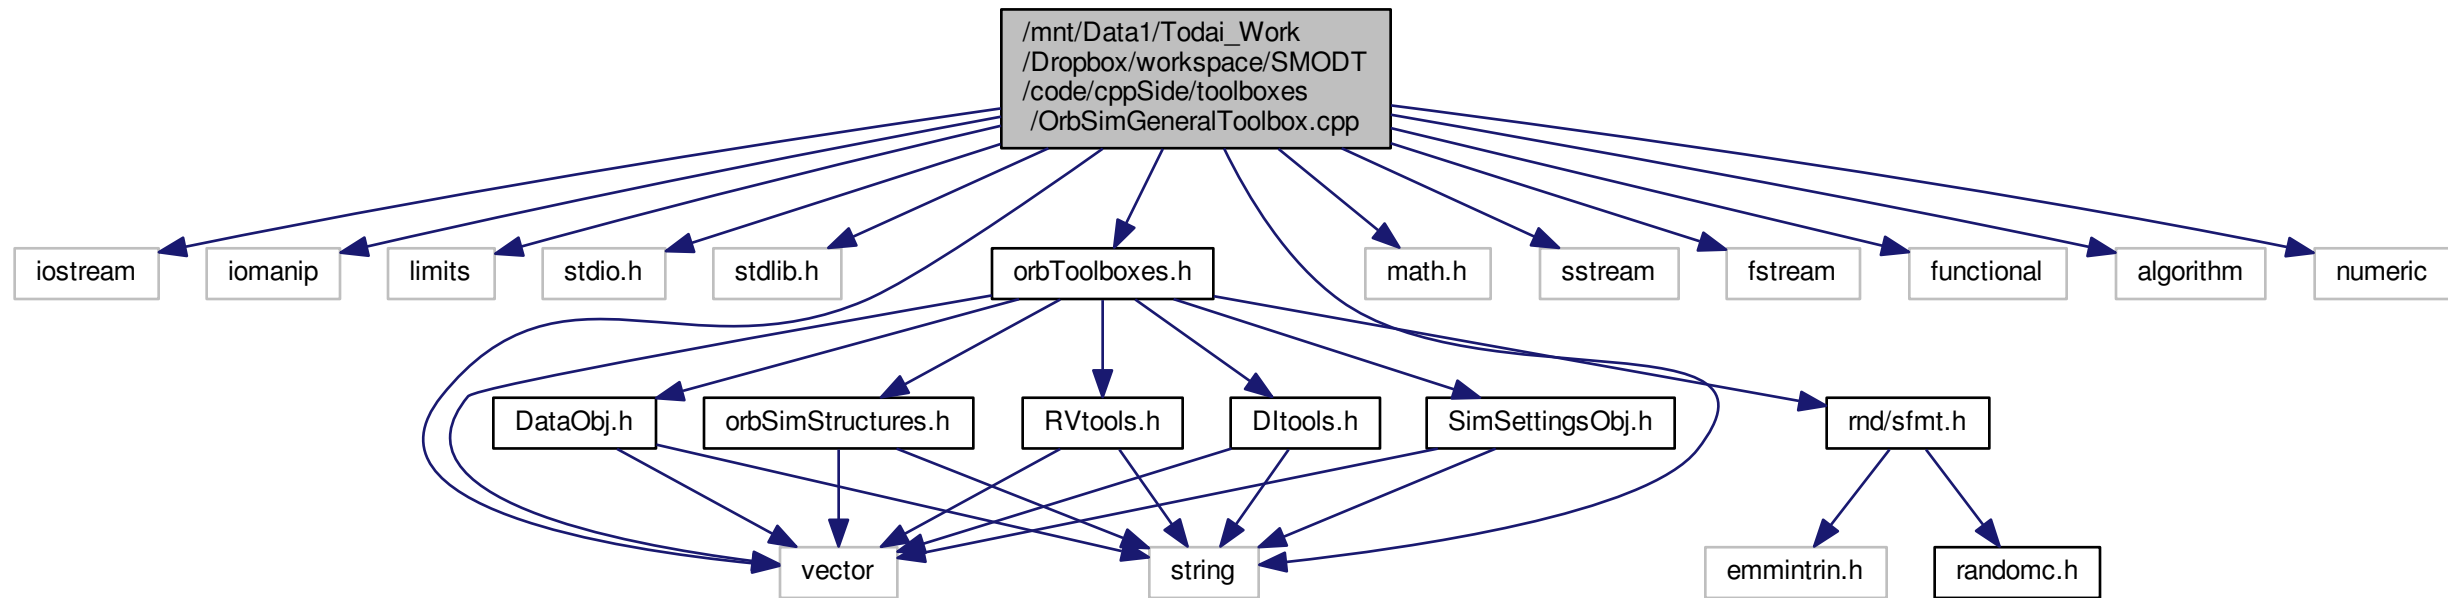 /mnt/Data1/Todai_Work
/Dropbox/workspace/SMODT
/code/cppSide/toolboxes
/OrbSimGeneralToolbox.cpp
iostream
iomanip
limits
stdio.h
stdlib.h
orbToolboxes.h
math.h
sstream
fstream
functional
algorithm
numeric
DataObj.h
orbSimStructures.h
RVtools.h
DItools.h
SimSettingsObj.h
rnd/sfmt.h
vector
string
emmintrin.h
randomc.h